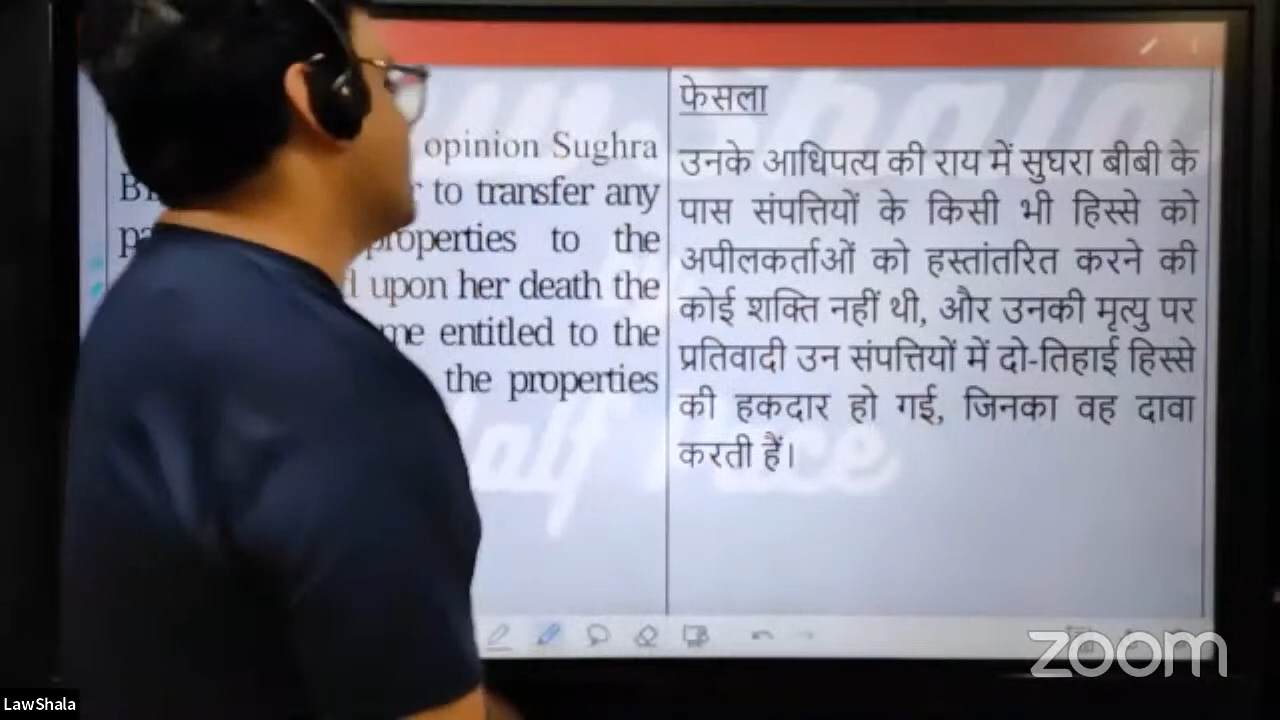 opinion Sughra
to transfer any
properties to the
upon her death the
entitled to the
the properties
फेसला
उनके आधिपत्य की राय में सुघरा बीबी के
पास संपत्तियों के किसी भी हिस्से को
अपीलकर्ताओं को हस्तांतरित करने की
कोई शक्ति नहीं थी, और उनकी मृत्यु पर
प्रतिवादी उन संपत्तियों में दो-तिहाई हिस्से
की हकदार हो गई, जिनका वह दावा
करती हैं।
zoom
LawShala